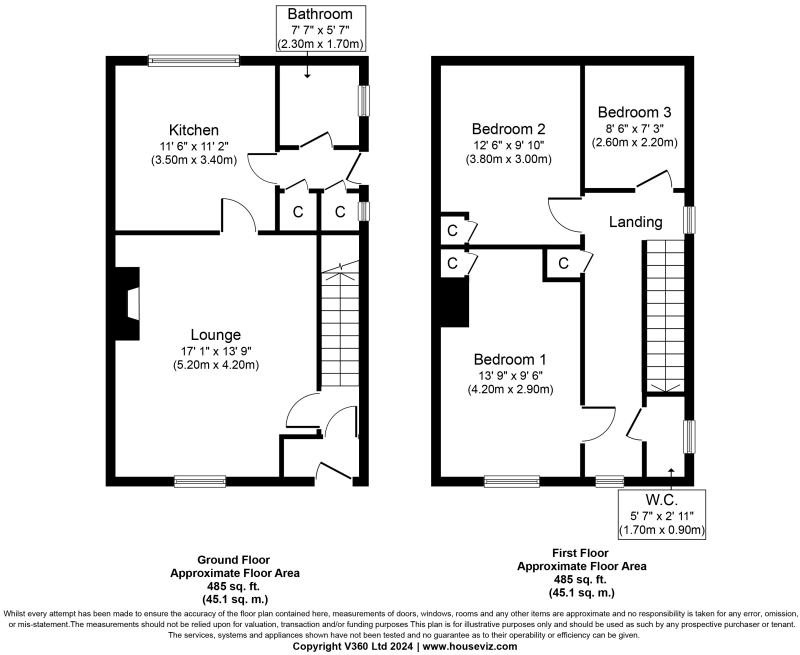 Bathroom
7' 7" x 5' 7"
(2.30m x 1.70m)
Kitchen
11' 6" x 11' 2"
(3.50m x 3.40m)
C
C
Lounge
17' 1" x 13' 9"
(5.20m x 4.20m)
Bedroom 2
12' 6" x 9' 10"
(3.80m x 3.00m)
Bedroom 3
8' 6" x 7' 3"
(2.60m x 2.20m)
Landing
C
C
C
Bedroom 1
13' 9" x 9' 6"
(4.20m x 2.90m)
W.C.
5' 7" x 2' 11"
(1.70m x 0.90m)
Ground Floor
Approximate Floor Area
485 sq. ft.
(45.1 sq. m.)
First Floor
Approximate Floor Area
485 sq. ft.
(45.1 sq. m.)
Whilst every attempt has been made to ensure the accuracy of the floor plan contained here, measurements of doors, windows, rooms and any other items are approximate and no responsibility is taken for any error, omission,
or mis-statement.The measurements should not be relied upon for valuation, transaction and/or funding purposes This plan is for illustrative purposes only and should be used as such by any prospective purchaser or tenant.
The services, systems and appliances shown have not been tested and no guarantee as to their operability or efficiency can be given.
Copyright V360 Ltd 2024 | www.houseviz.com